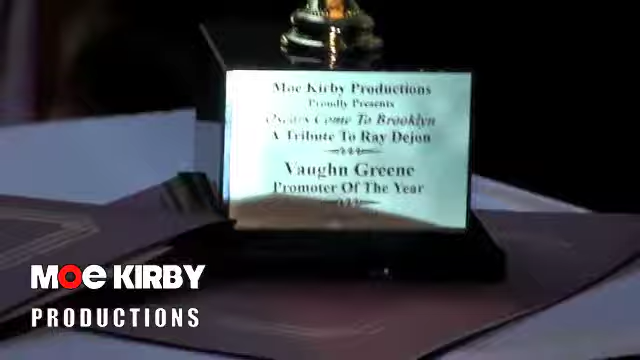 Moe Kirby Productions
Proudly Presents
Oscars Come To Brooklyn
A Tribute To Ray Dejon
Vaughn Greene
Promoter Of The Year
MOE KIRBY
PRODUCTIONS